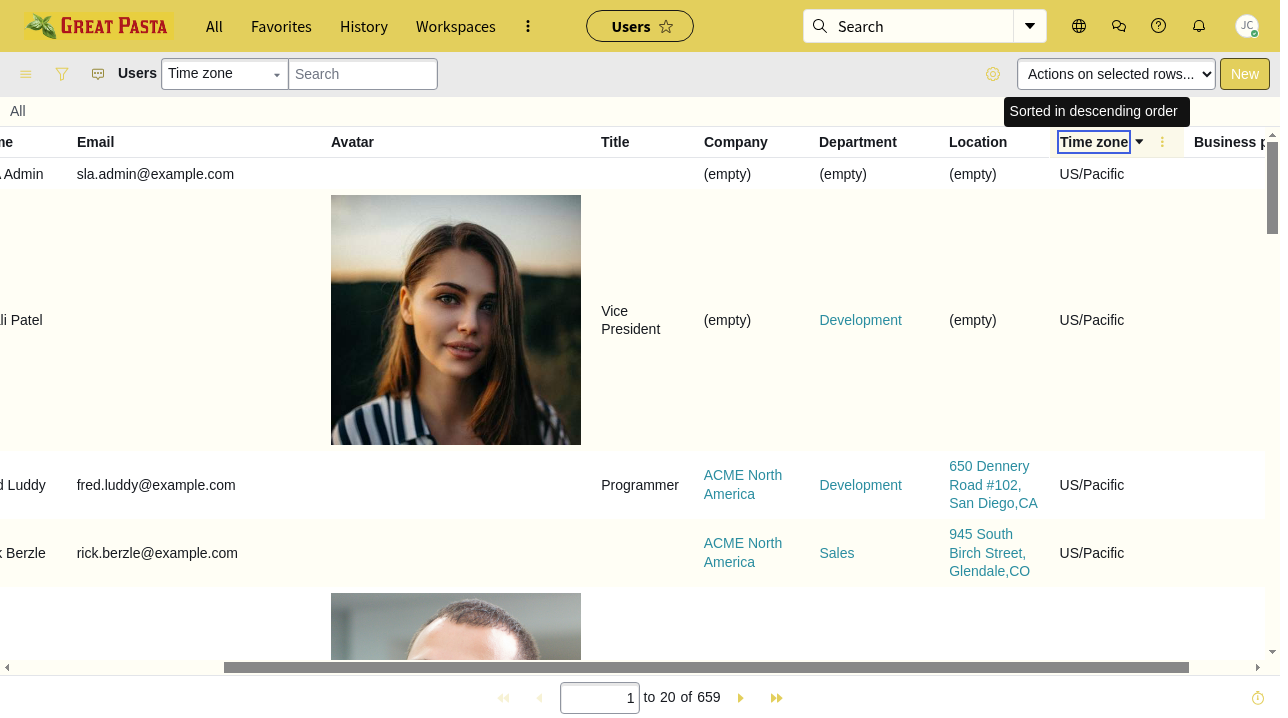 GREAT PASTA All Favorites History Workspaces Users Search JC
Users Time zone Search Actions on selected rows... New
All
Sorted in descending order
me Email Avatar Title Company Department Location Time zone Business p
Admin sla.admin@example.com (empty) (empty) (empty) US/Pacific
li Patel Vice President (empty) Development (empty) US/Pacific
d Luddy fred.luddy@example.com Programmer ACME North America Development 650 Dennery Road #102, San Diego,CA US/Pacific
k Berzle rick.berzle@example.com ACME North America Sales 945 South Birch Street, Glendale,CO US/Pacific
1 to 20 of 659